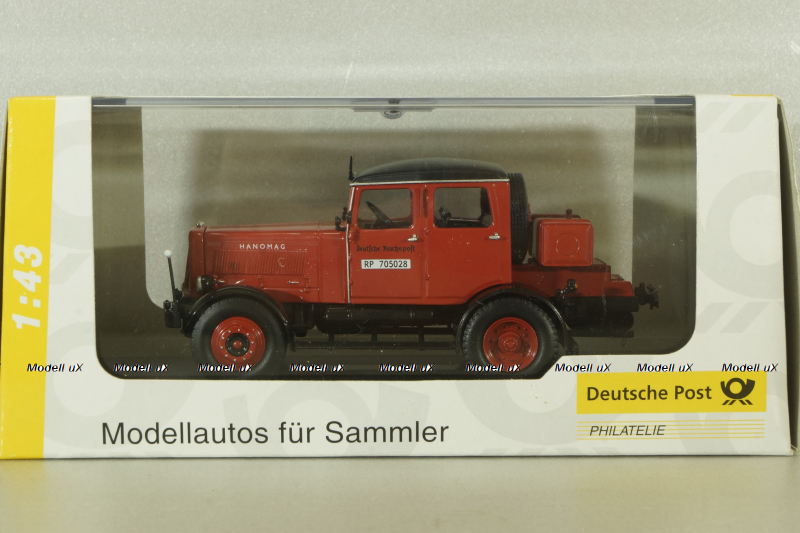 1:43
HANOMAG
Deutsche Reichspost
RP 705028
Modell uX Modell uX Modell uX Modell uX Modell uX Modell uX Modell uX Modell uX Modell uX
Deutsche Post
Modellautos für Sammler
PHILATELIE